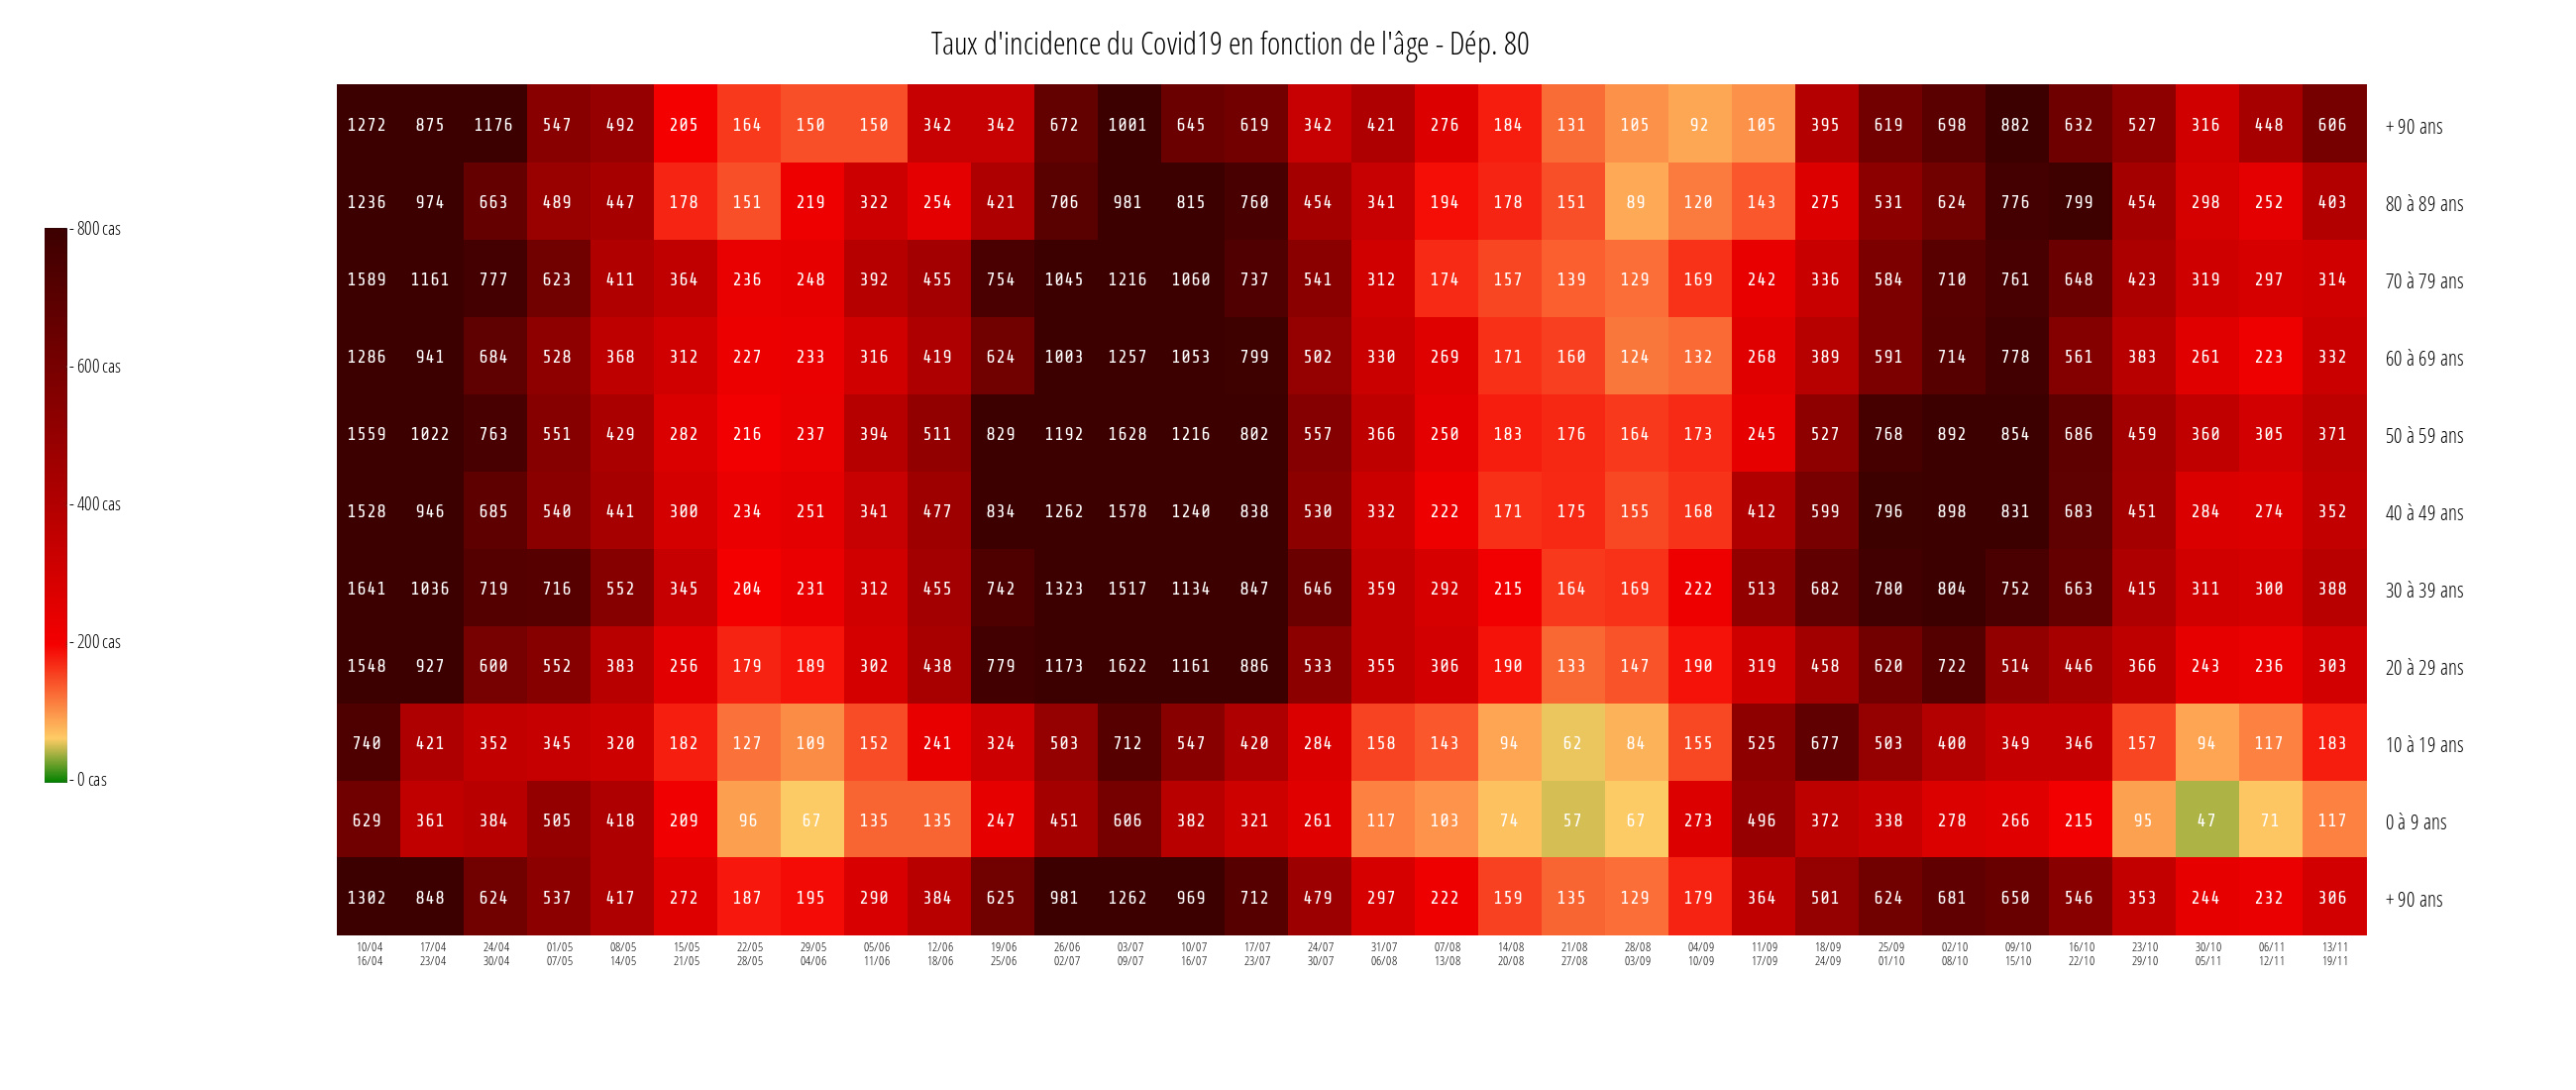 Taux d'incidence du Covid19 en fonction de l'âge - Dép. 80
- 800 cas
- 600 cas
- 400 cas
- 200 cas
- 0 cas
1272 875 1176 547 492 205 164 150 150 342 342 672 1001 645 619 342 421 276 184 131 105 92 105 395 619 698 882 632 527 316 448 606 + 90 ans
1236 974 663 489 447 178 151 219 322 254 421 706 981 815 760 454 341 194 178 151 89 120 143 275 531 624 776 799 454 298 252 403 80 à 89 ans
1589 1161 777 623 411 364 236 248 392 455 754 1045 1216 1060 737 541 312 174 157 139 129 169 242 336 584 710 761 648 423 319 297 314 70 à 79 ans
1286 941 684 528 368 312 227 233 316 419 624 1003 1257 1053 799 502 330 269 171 160 124 132 268 389 591 714 778 561 383 261 223 332 60 à 69 ans
1559 1022 763 551 429 282 216 237 394 511 829 1192 1628 1216 802 557 366 250 183 176 164 173 245 527 768 892 854 686 459 360 305 371 50 à 59 ans
1528 946 685 540 441 300 234 251 341 477 834 1262 1578 1240 838 530 332 222 171 175 155 168 412 599 796 898 831 683 451 284 274 352 40 à 49 ans
1641 1036 719 716 552 345 204 231 312 455 742 1323 1517 1134 847 646 359 292 215 164 169 222 513 682 780 804 752 663 415 311 300 388 30 à 39 ans
1548 927 600 552 383 256 179 189 302 438 779 1173 1622 1161 886 533 355 306 190 133 147 190 319 458 620 722 514 446 366 243 236 303 20 à 29 ans
740 421 352 345 320 182 127 109 152 241 324 503 712 547 420 284 158 143 94 62 84 155 525 677 503 400 349 346 157 94 117 183 10 à 19 ans
629 361 384 505 418 209 96 67 135 135 247 451 606 382 321 261 117 103 74 57 67 273 496 372 338 278 266 215 95 47 71 117 0 à 9 ans
1302 848 624 537 417 272 187 195 290 384 625 981 1262 969 712 479 297 222 159 135 129 179 364 501 624 681 650 546 353 244 232 306 + 90 ans
10/04 17/04 24/04 01/05 08/05 15/05 22/05 29/05 05/06 12/06 19/06 26/06 03/07 10/07 17/07 24/07 31/07 07/08 14/08 21/08 28/08 04/09 11/09 18/09 25/09 02/10 09/10 16/10 23/10 30/10 06/11 13/11
16/04 23/04 30/04 07/05 14/05 21/05 28/05 04/06 11/06 18/06 25/06 02/07 09/07 16/07 23/07 30/07 06/08 13/08 20/08 27/08 03/09 10/09 17/09 24/09 01/10 08/10 15/10 22/10 29/10 05/11 12/11 19/11